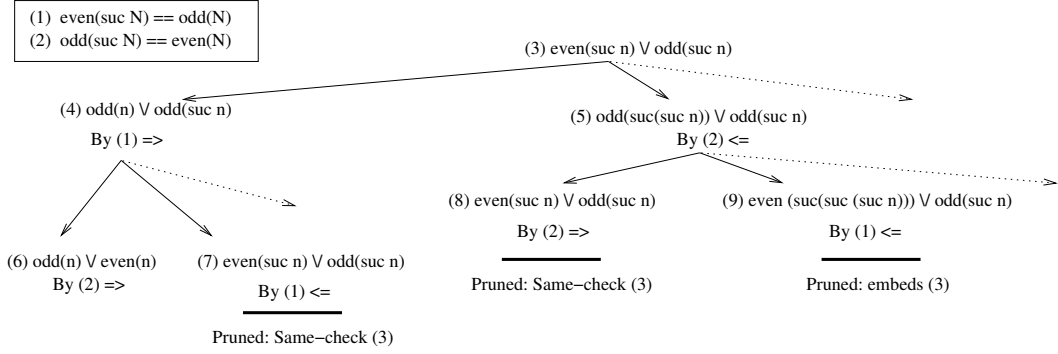 (1) even(suc N) == odd(N)
(2) odd(suc N) == even(N)
(3) even(suc n) \/ odd(suc n)
(4) odd(n) \/ odd(suc n)
By (1) =>
(5) odd(suc(suc n)) \/ odd(suc n)
By (2) <=
(6) odd(n) \/ even(n)
By (2) =>
(7) even(suc n) \/ odd(suc n)
By (1) <=
Pruned: Same−check (3)
(8) even(suc n) \/ odd(suc n)
By (2) =>
Pruned: Same−check (3)
(9) even (suc(suc (suc n))) \/ odd(suc n)
By (1) <=
Pruned: embeds (3)